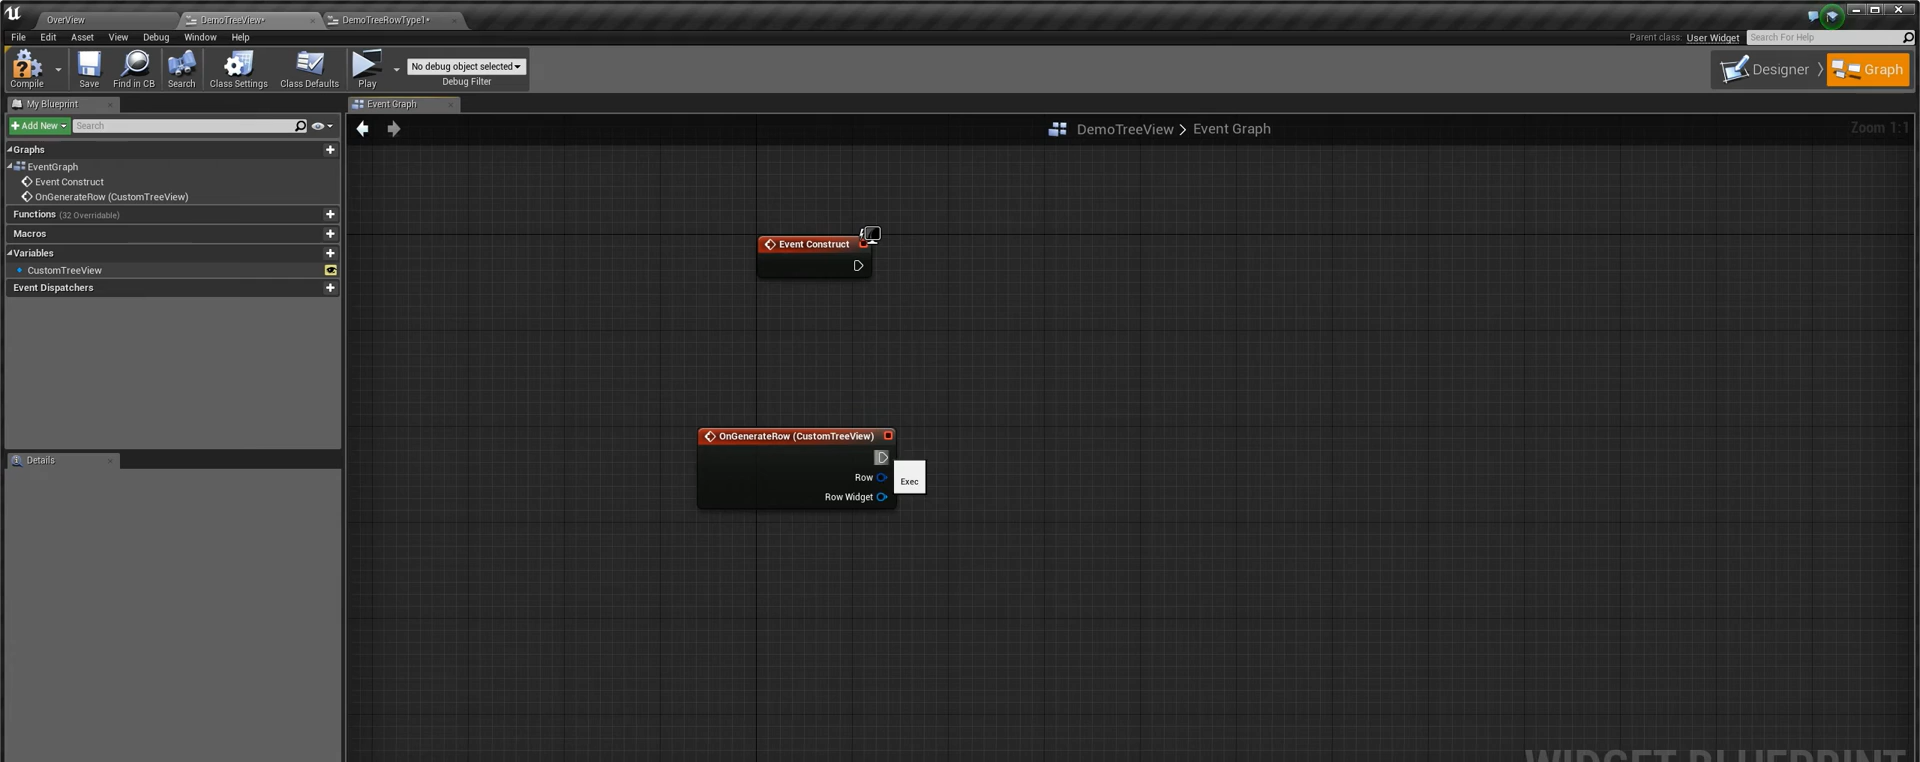 OverView
DemoTreeView*
DemoTreeRowType1*
File Edit Asset View Debug Window Help
Parent class: User Widget
Search For Help
Compile
Save
Find in CB
Search
Class Settings
Class Defaults
Play
No debug object selected
Debug Filter
Designer
Graph
My Blueprint
Event Graph
Add New
Search
DemoTreeView > Event Graph
Zoom 1:1
Graphs
EventGraph
Event Construct
OnGenerateRow (CustomTreeView)
Functions (32 Overridable)
Macros
Variables
CustomTreeView
Event Dispatchers
Details
Event Construct
OnGenerateRow (CustomTreeView)
Row
Row Widget
Exec
WIDGET BLUEPRINT